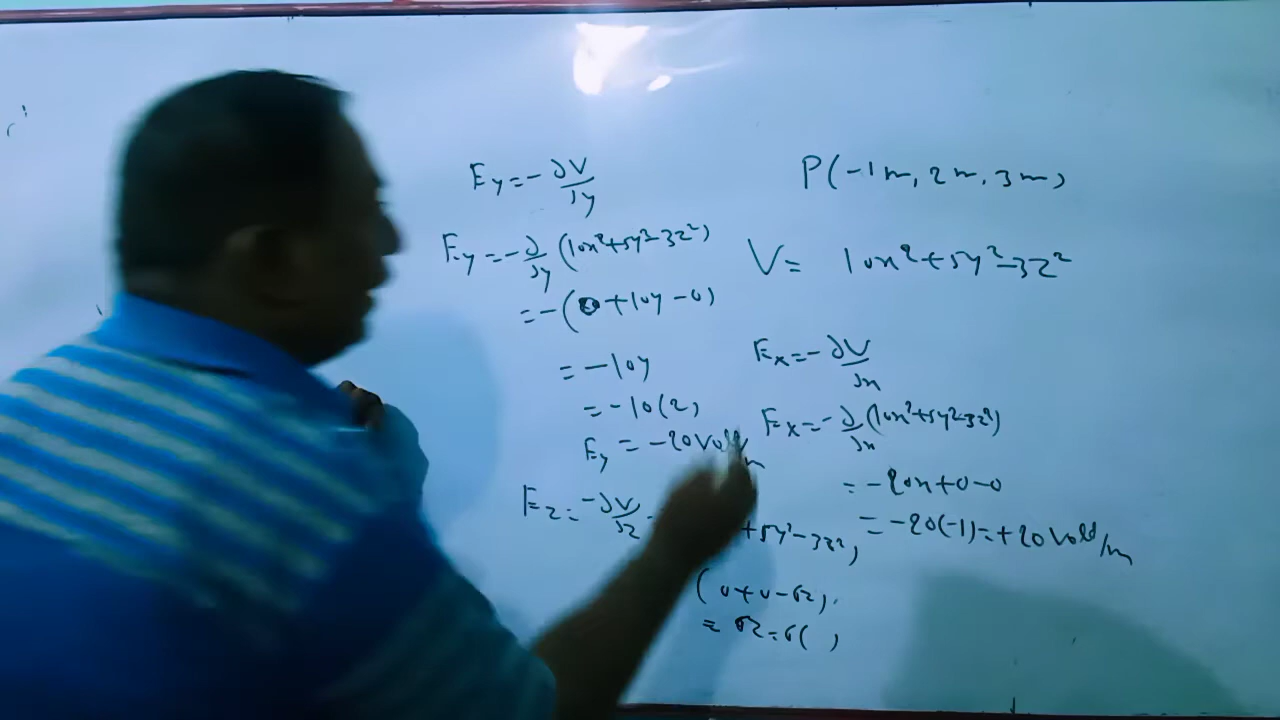 P(-1m, 2m, 3m)
V = 10x²+5y²-3z²
Ex = -∂V/∂x
Ex = -∂/∂x (10x²+5y²-3z²)
= -20x+0-0
= -20(-1) = +20 Volt/m
Ey = -∂V/∂y
Ey = -∂/∂y (10x²+5y²-3z²)
= -(0+10y-0)
= -10y
= -10(2)
Ey = -20 Volt/m
Ez = -∂V/∂z +5y²-3z²)
(0+0-6z)
= 6z = 6( )